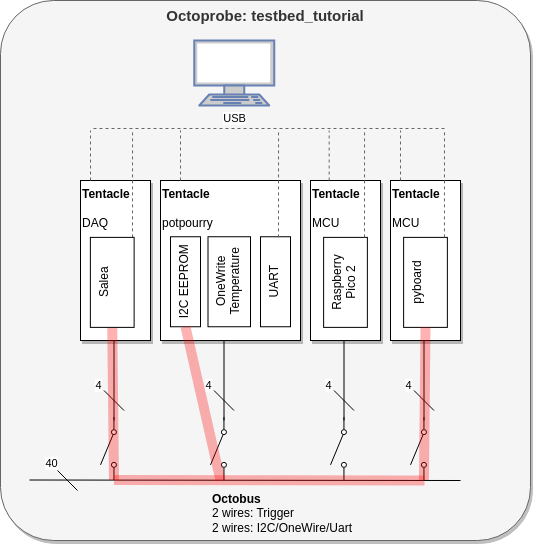 Octoprobe: testbed_tutorial
USB
Tentacle
DAQ
Salea
Tentacle
potpourry
I2C EEPROM
OneWrite
Temperature
UART
Tentacle
MCU
Raspberry
Pico 2
Tentacle
MCU
pyboard
4
4
4
4
40
Octobus
2 wires: Trigger
2 wires: I2C/OneWire/Uart